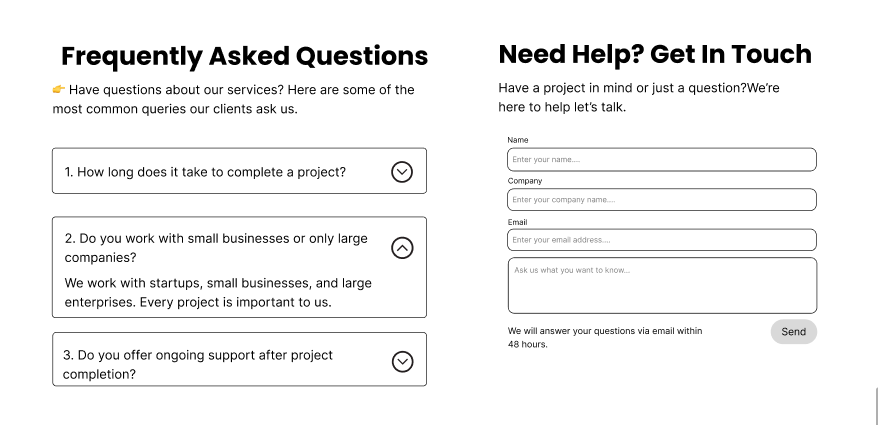 Frequently Asked Questions
👉 Have questions about our services? Here are some of the
most common queries our clients ask us.
1. How long does it take to complete a project?
2. Do you work with small businesses or only large
companies?
We work with startups, small businesses, and large
enterprises. Every project is important to us.
3. Do you offer ongoing support after project
completion?
Need Help? Get In Touch
Have a project in mind or just a question?We’re
here to help let’s talk.
Name
Enter your name....
Company
Enter your company name....
Email
Enter your email address....
Ask us what you want to know...
We will answer your questions via email within
48 hours.
Send